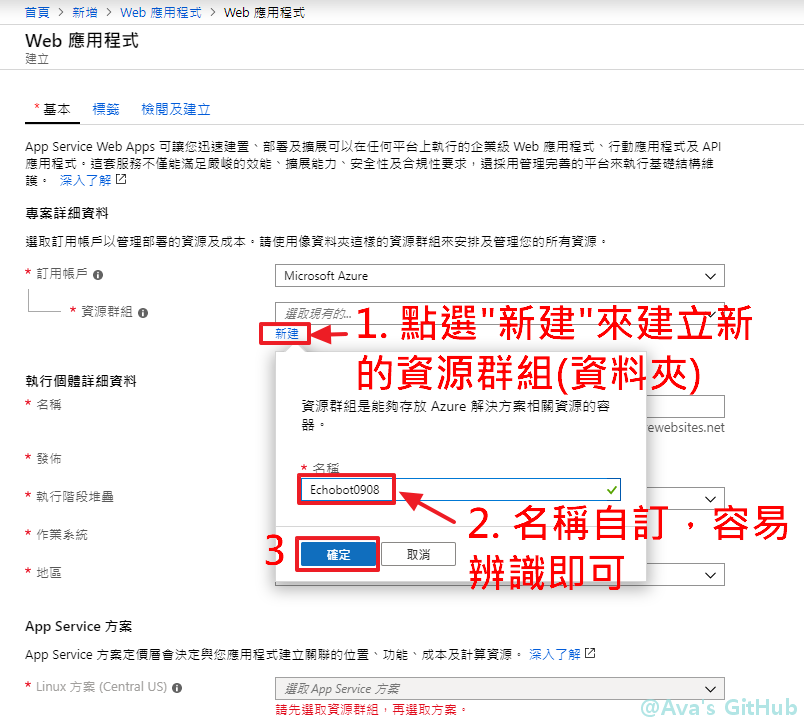 首頁 > 新增 > Web 應用程式 > Web 應用程式
Web 應用程式
建立
* 基本 標籤 檢閱及建立
App Service Web Apps 可讓您迅速建置、部署及擴展可以在任何平台上執行的企業級 Web 應用程式、行動應用程式及 API
應用程式。這套服務不僅能滿足嚴峻的效能、擴展能力、安全性及合規性要求，還採用管理完善的平台來執行基礎結構維
護。 深入了解
專案詳細資料
選取訂用帳戶以管理部署的資源及成本。請使用像資料夾這樣的資源群組來安排及管理您的所有資源。
* 訂用帳戶
Microsoft Azure
* 資源群組
選取現有的...
新建
1. 點選"新建"來建立新
的資源群組(資料夾)
資源群組是能夠存放 Azure 解決方案相關資源的容
器。
* 名稱
Echobot0908
2. 名稱自訂，容易
辨識即可
3
確定
取消
執行個體詳細資料
* 名稱
ewebsites.net
* 發佈
* 執行階段堆疊
* 作業系統
* 地區
App Service 方案
App Service 方案定價層會決定與您應用程式建立關聯的位置、功能、成本及計算資源。 深入了解
* Linux 方案 (Central US)
選取 App Service 方案
請先選取資源群組，再選取方案。
@Ava's GitHub